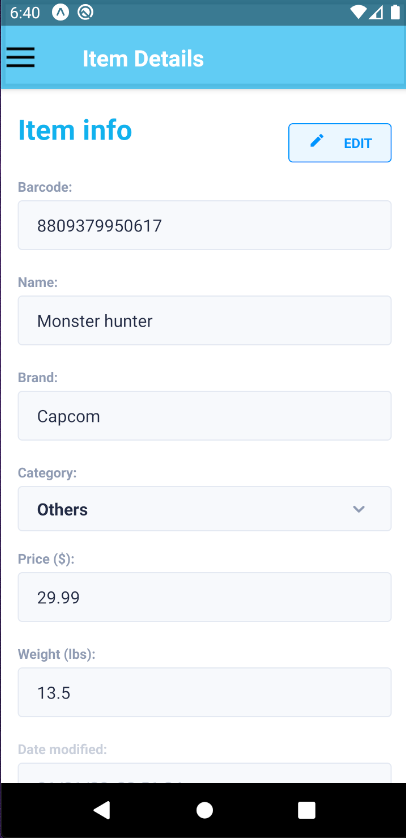 6:40
Item Details
Item info
EDIT
Barcode:
8809379950617
Name:
Monster hunter
Brand:
Capcom
Category:
Others
Price ($):
29.99
Weight (lbs):
13.5
Date modified: